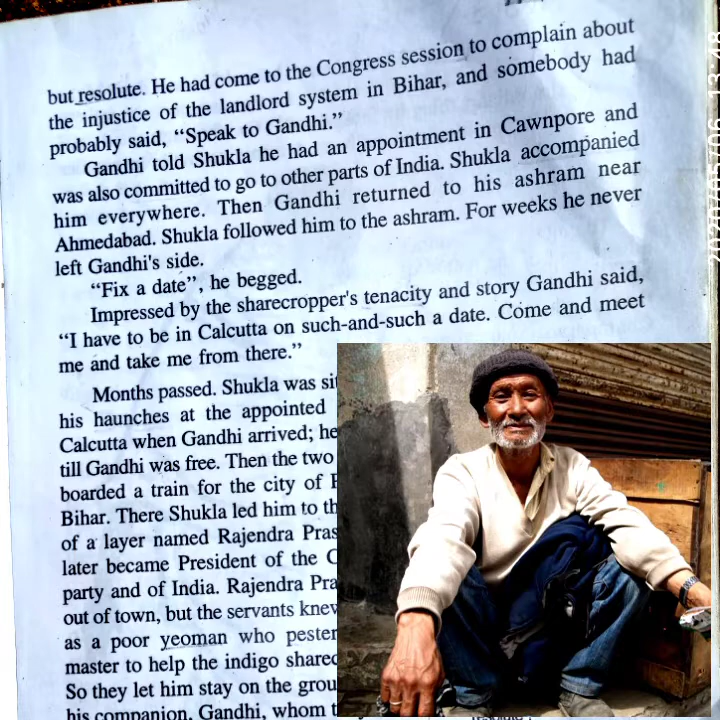 but resolute. He had come to the Congress session to complain about
the injustice of the landlord system in Bihar, and somebody had
probably said, “Speak to Gandhi.”
Gandhi told Shukla he had an appointment in Cawnpore and
was also committed to go to other parts of India. Shukla accompanied
him everywhere. Then Gandhi returned to his ashram near
Ahmedabad. Shukla followed him to the ashram. For weeks he never
left Gandhi's side.
“Fix a date”, he begged.
Impressed by the sharecropper's tenacity and story Gandhi said,
“I have to be in Calcutta on such-and-such a date. Come and meet
me and take me from there.”
Months passed. Shukla was sit
his haunches at the appointed
Calcutta when Gandhi arrived; he
till Gandhi was free. Then the two
boarded a train for the city of
Bihar. There Shukla led him to th
of a layer named Rajendra Pras
later became President of the C
party and of India. Rajendra Pra
out of town, but the servants knew
as a poor yeoman who pester
master to help the indigo sharec
So they let him stay on the grou
his companion, Gandhi, whom t